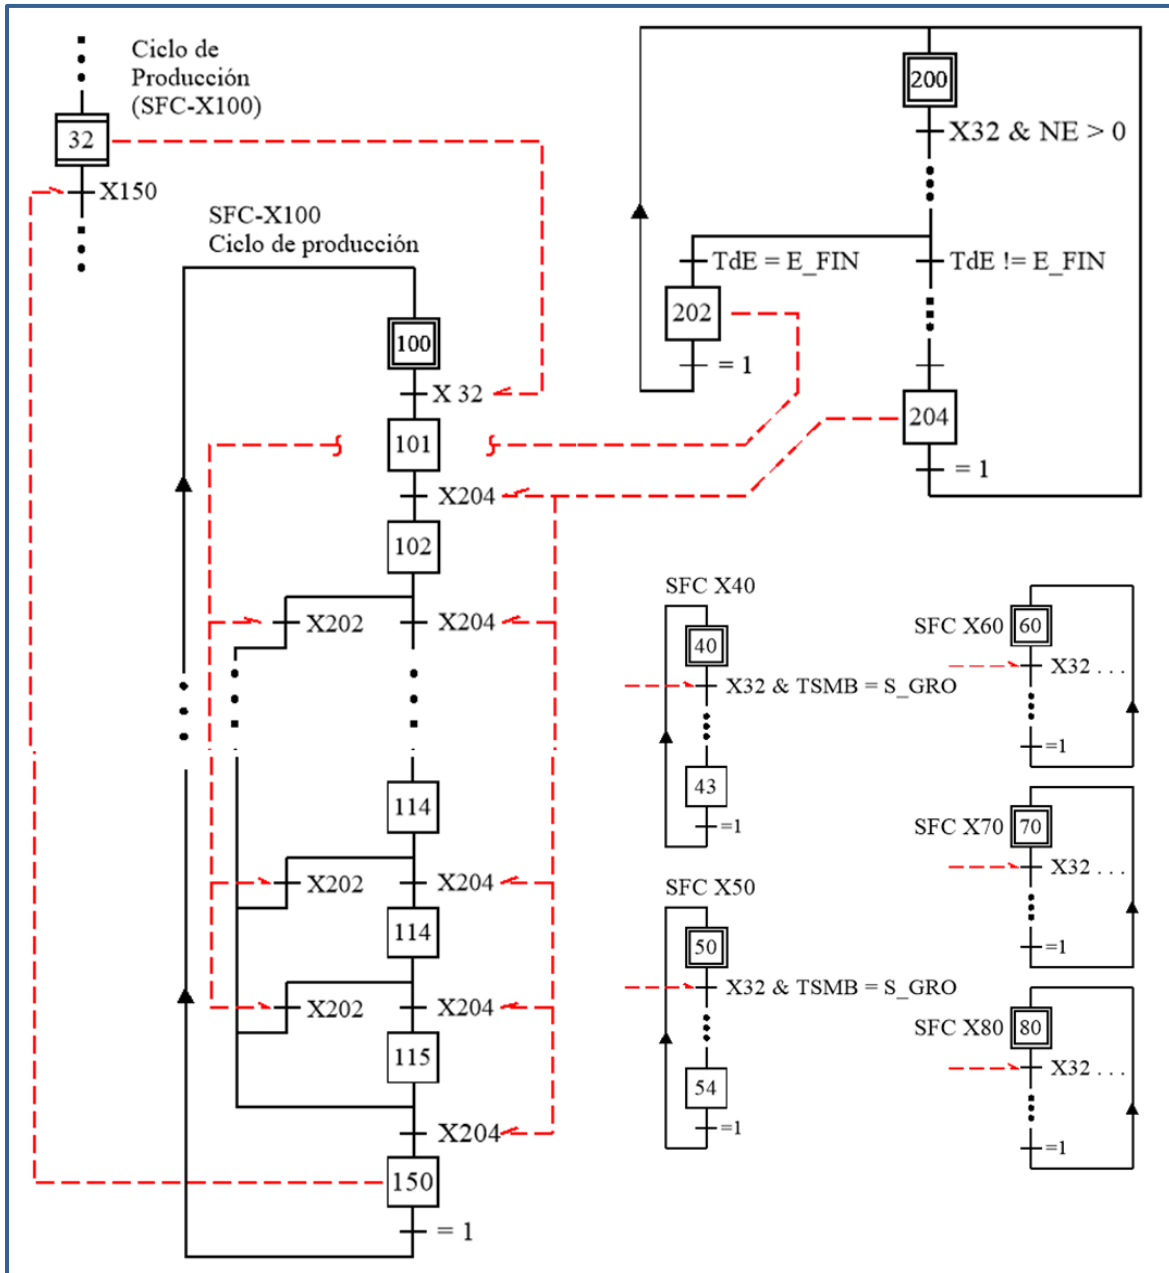 Ciclo de
Producción
(SFC-X100)
32
X150
SFC-X100
Ciclo de producción
100
X 32
101
X204
102
X202
X204
114
X202
X204
114
X202
X204
115
X204
150
= 1
200
X32 & NE > 0
TdE = E_FIN
TdE != E_FIN
202
= 1
204
= 1
SFC X40
40
X32 & TSMB = S_GRO
43
=1
SFC X50
50
X32 & TSMB = S_GRO
54
=1
SFC X60
60
X32 . . .
=1
SFC X70
70
X32 . . .
=1
SFC X80
80
X32 . . .
=1